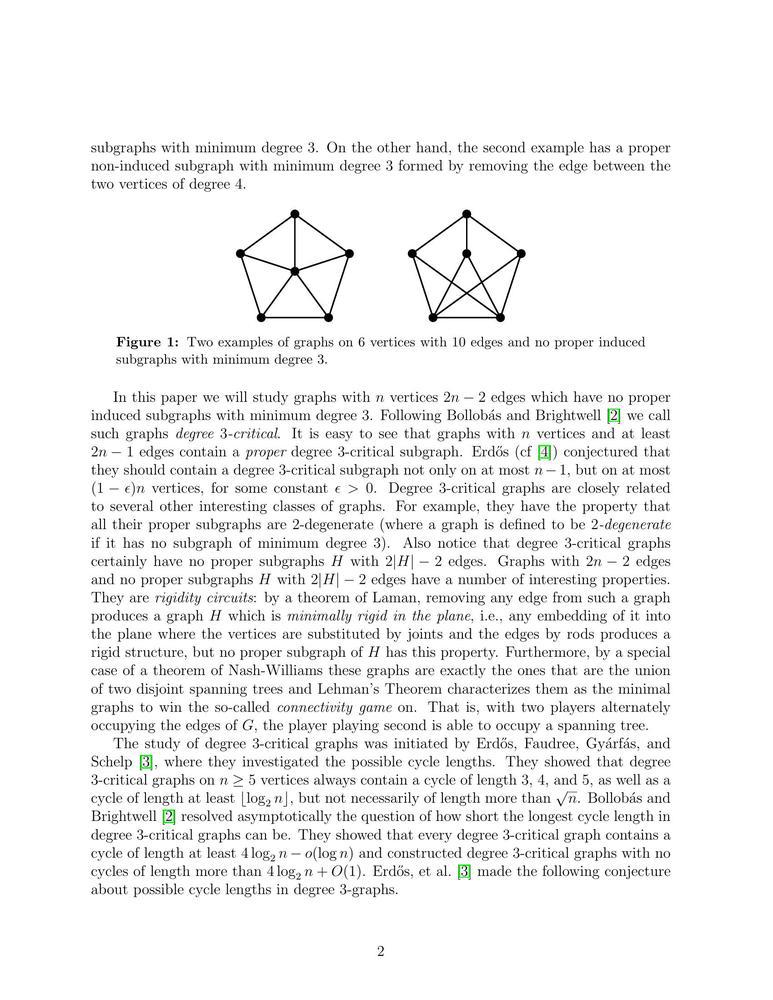 subgraphs with minimum degree 3. On the other hand, the second example has a proper
non-induced subgraph with minimum degree 3 formed by removing the edge between the
two vertices of degree 4.
Figure 1: Two examples of graphs on 6 vertices with 10 edges and no proper induced
subgraphs with minimum degree 3.
In this paper we will study graphs with n vertices 2n − 2 edges which have no proper
induced subgraphs with minimum degree 3. Following Bollobás and Brightwell [2] we call
such graphs degree 3-critical. It is easy to see that graphs with n vertices and at least
2n − 1 edges contain a proper degree 3-critical subgraph. Erdős (cf [4]) conjectured that
they should contain a degree 3-critical subgraph not only on at most n − 1, but on at most
(1 − ϵ)n vertices, for some constant ϵ > 0. Degree 3-critical graphs are closely related
to several other interesting classes of graphs. For example, they have the property that
all their proper subgraphs are 2-degenerate (where a graph is defined to be 2-degenerate
if it has no subgraph of minimum degree 3). Also notice that degree 3-critical graphs
certainly have no proper subgraphs H with 2|H| − 2 edges. Graphs with 2n − 2 edges
and no proper subgraphs H with 2|H| − 2 edges have a number of interesting properties.
They are rigidity circuits: by a theorem of Laman, removing any edge from such a graph
produces a graph H which is minimally rigid in the plane, i.e., any embedding of it into
the plane where the vertices are substituted by joints and the edges by rods produces a
rigid structure, but no proper subgraph of H has this property. Furthermore, by a special
case of a theorem of Nash-Williams these graphs are exactly the ones that are the union
of two disjoint spanning trees and Lehman's Theorem characterizes them as the minimal
graphs to win the so-called connectivity game on. That is, with two players alternately
occupying the edges of G, the player playing second is able to occupy a spanning tree.
The study of degree 3-critical graphs was initiated by Erdős, Faudree, Gyárfás, and
Schelp [3], where they investigated the possible cycle lengths. They showed that degree
3-critical graphs on n ≥ 5 vertices always contain a cycle of length 3, 4, and 5, as well as a
cycle of length at least ⌊log₂ n⌋, but not necessarily of length more than √n. Bollobás and
Brightwell [2] resolved asymptotically the question of how short the longest cycle length in
degree 3-critical graphs can be. They showed that every degree 3-critical graph contains a
cycle of length at least 4 log₂ n − o(log n) and constructed degree 3-critical graphs with no
cycles of length more than 4 log₂ n + O(1). Erdős, et al. [3] made the following conjecture
about possible cycle lengths in degree 3-graphs.
2